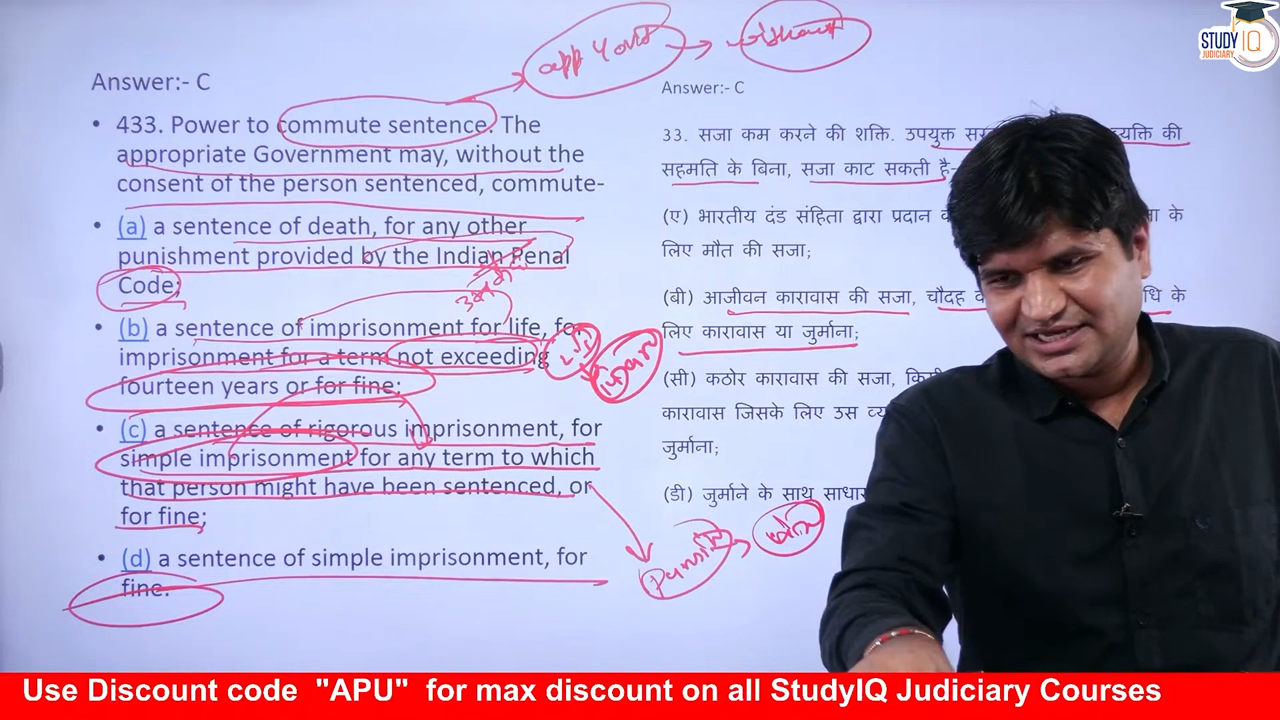 STUDY IQ
JUDICIARY
Answer:- C
• 433. Power to commute sentence. The
appropriate Government may, without the
consent of the person sentenced, commute-
• (a) a sentence of death, for any other
punishment provided by the Indian Penal
Code;
• (b) a sentence of imprisonment for life, for
imprisonment for a term not exceeding
fourteen years or for fine;
• (c) a sentence of rigorous imprisonment, for
simple imprisonment for any term to which
that person might have been sentenced, or
for fine;
• (d) a sentence of simple imprisonment, for
fine.
Answer:- C
33. सजा कम करने की शक्ति. उपयुक्त
की
सहमति के बिना, सजा काट सकती है-
(ए) भारतीय दंड संहिता द्वारा प्रदान
के
लिए मौत की सजा;
(बी) आजीवन कारावास की सजा, चौदह
के
लिए कारावास या जुर्माना;
(सी) कठोर कारावास की सजा,
कारावास जिसके लिए उस
जुर्माना;
(डी) जुर्माने के साथ
Use Discount code "APU" for max discount on all StudyIQ Judiciary Courses